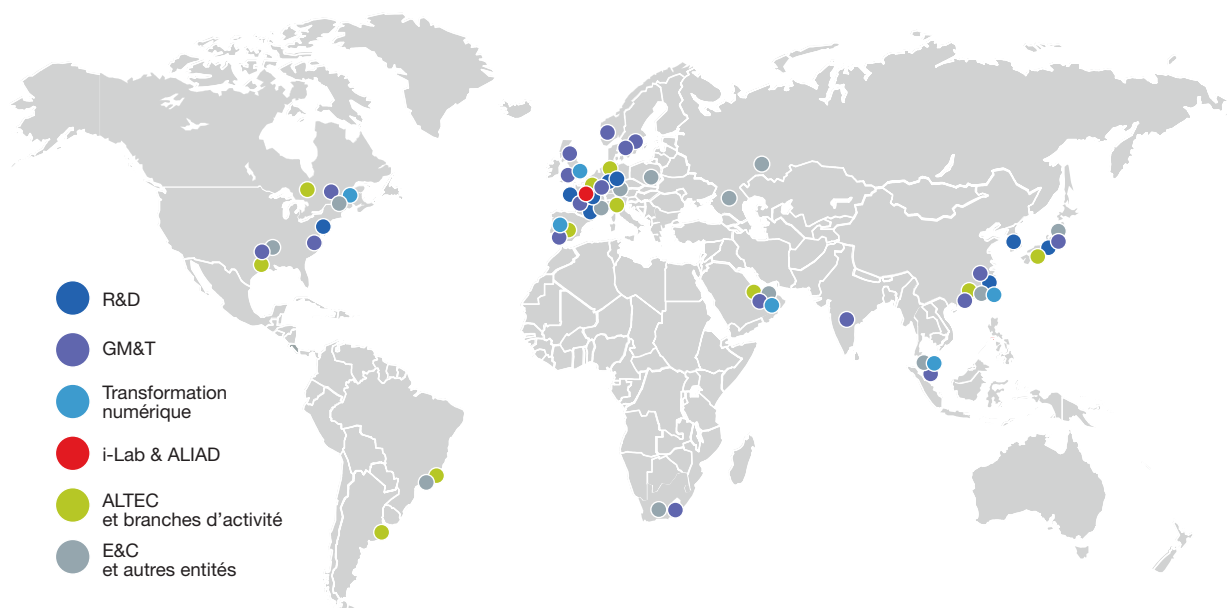 R&D
GM&T
Transformation
numérique
i-Lab & ALIAD
ALTEC
et branches d’activité
E&C
et autres entités